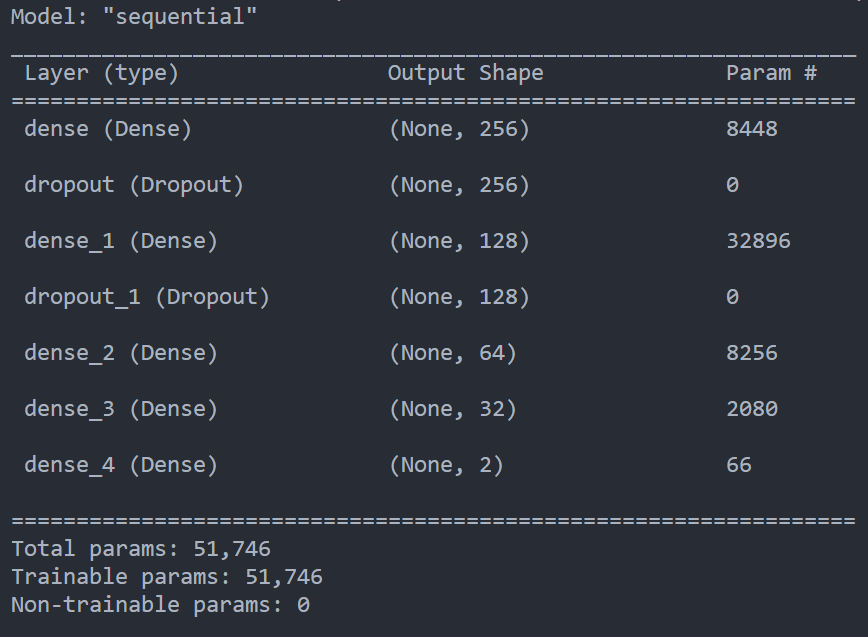 Model: "sequential"
_________________________________________________________________
Layer (type) Output Shape Param #
=================================================================
dense (Dense) (None, 256) 8448
dropout (Dropout) (None, 256) 0
dense_1 (Dense) (None, 128) 32896
dropout_1 (Dropout) (None, 128) 0
dense_2 (Dense) (None, 64) 8256
dense_3 (Dense) (None, 32) 2080
dense_4 (Dense) (None, 2) 66
=================================================================
Total params: 51,746
Trainable params: 51,746
Non-trainable params: 0